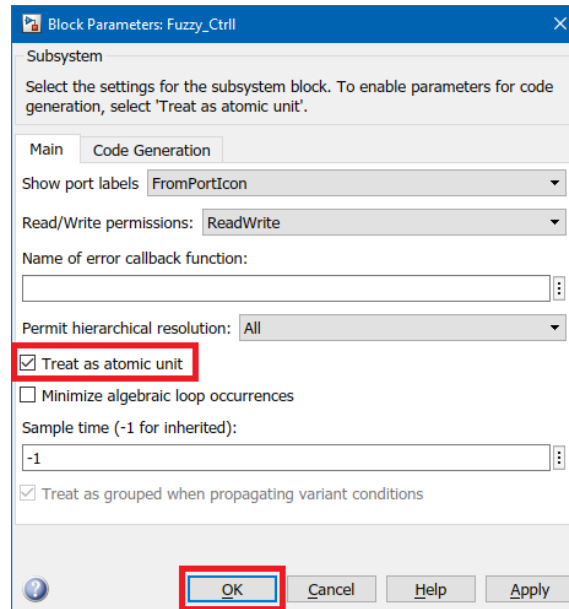 Block Parameters: Fuzzy_Ctrll
Subsystem
Select the settings for the subsystem block. To enable parameters for code
generation, select 'Treat as atomic unit'.
Main Code Generation
Show port labels FromPortIcon
Read/Write permissions: ReadWrite
Name of error callback function:
Permit hierarchical resolution: All
Treat as atomic unit
Minimize algebraic loop occurrences
Sample time (-1 for inherited):
-1
Treat as grouped when propagating variant conditions
OK Cancel Help Apply